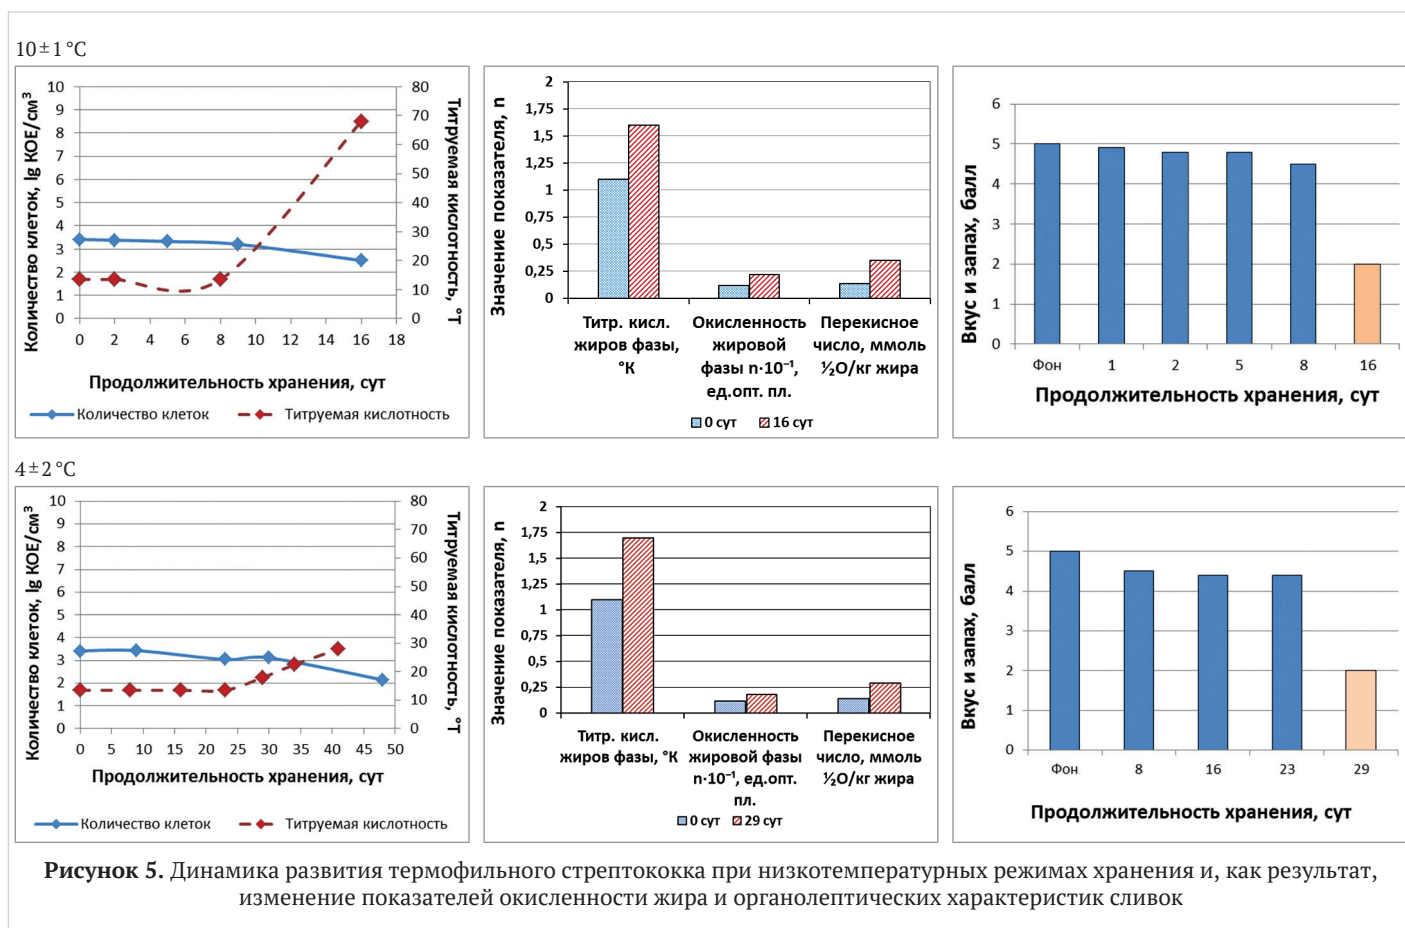 10±1 °C
Количество клеток, lg КОЕ/см³
10
9
8
7
6
5
4
3
2
1
0
80
70
60
50
40
30
20
10
0
Титруемая кислотность, °Т
0 2 4 6 8 10 12 14 16 18
Продолжительность хранения, сут
Количество клеток Титруемая кислотность
Значение показателя, n
2
1,75
1,5
1,25
1
0,75
0,5
0,25
0
Титр. кисл.
жиров фазы,
°К
Окисленность
жировой
фазы n·10⁻¹,
ед.опт. пл.
Перекисное
число, ммоль
½О/кг жира
0 сут 16 сут
Вкус и запах, балл
6
5
4
3
2
1
0
Фон 1 2 5 8 16
Продолжительность хранения, сут
4±2 °C
Количество клеток, lg КОЕ/см³
10
9
8
7
6
5
4
3
2
1
0
80
70
60
50
40
30
20
10
0
Титруемая кислотность, °Т
0 5 10 15 20 25 30 35 40 45 50
Продолжительность хранения, сут
Количество клеток Титруемая кислотность
Значение показателя, n
2
1,75
1,5
1,25
1
0,75
0,5
0,25
0
Титр. кисл.
жиров фазы, °К
Окисленность
жировой фазы
n·10⁻¹, ед.опт.
пл.
Перекисное
число, ммоль
½О/кг жира
0 сут 29 сут
Вкус и запах, балл
6
5
4
3
2
1
0
Фон 8 16 23 29
Продолжительность хранения, сут
Рисунок 5. Динамика развития термофильного стрептококка при низкотемпературных режимах хранения и, как результат,
изменение показателей окисленности жира и органолептических характеристик сливок